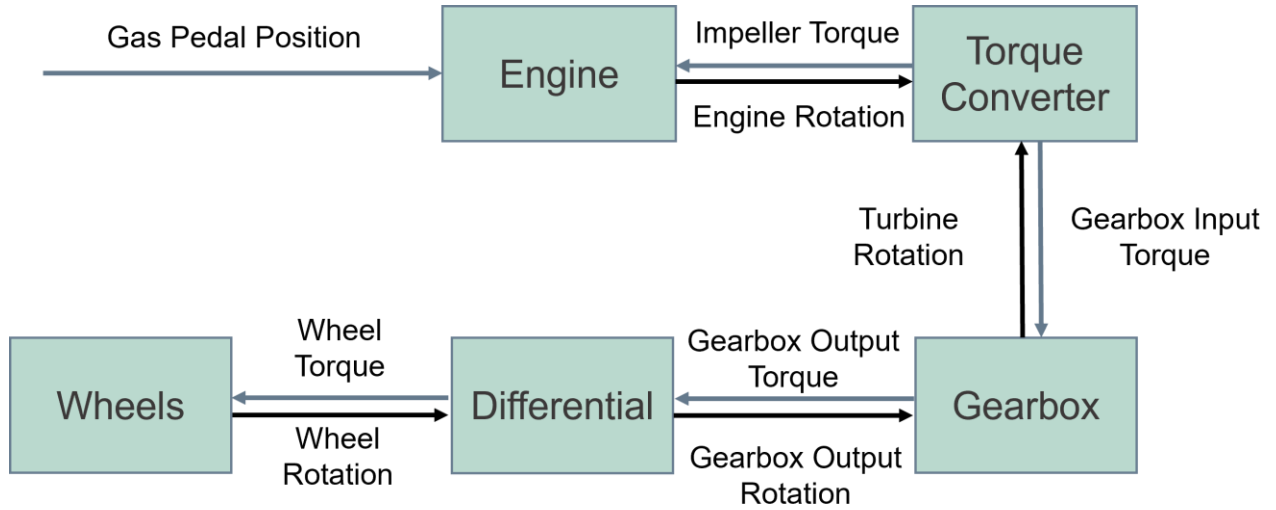 Gas Pedal Position
Engine
Impeller Torque
Engine Rotation
Torque
Converter
Turbine
Rotation
Gearbox Input
Torque
Wheels
Wheel
Torque
Wheel
Rotation
Differential
Gearbox Output
Torque
Gearbox Output
Rotation
Gearbox